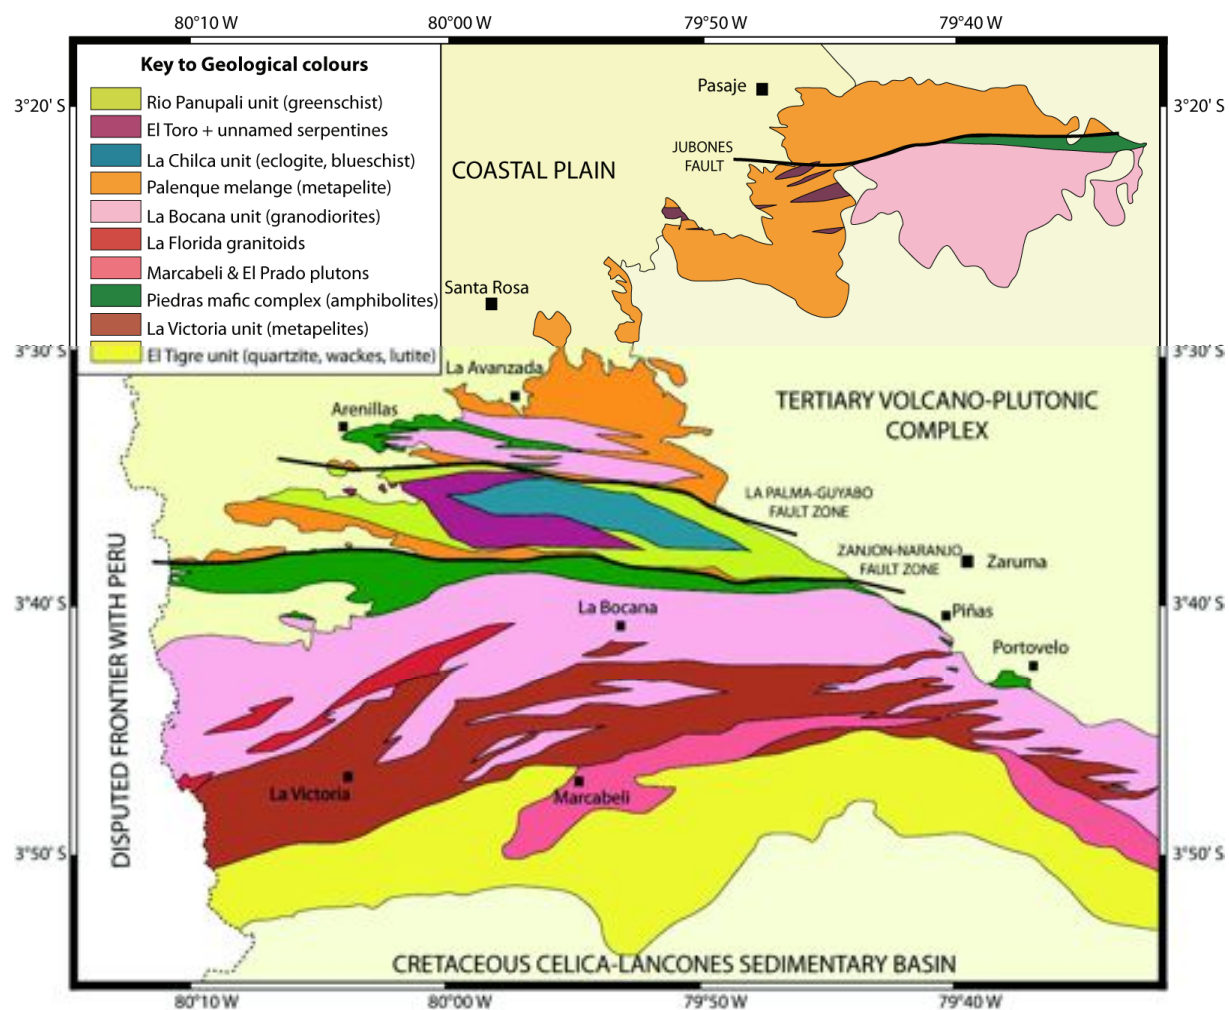 80°10 W
80°00 W
79°50 W
79°40 W
Key to Geological colours
Rio Panupali unit (greenschist)
El Toro + unnamed serpentines
La Chilca unit (eclogite, blueschist)
Palenque melange (metapelite)
La Bocana unit (granodiorites)
La Florida granitoids
Marcabeli & El Prado plutons
Piedras mafic complex (amphibolites)
La Victoria unit (metapelites)
El Tigre unit (quartzite, wackes, lutite)
3°20' S
3°20' S
Pasaje
JUBONES
FAULT
COASTAL PLAIN
Santa Rosa
3°30' S
3°30' S
La Avanzada
Arenillas
TERTIARY VOLCANO-PLUTONIC
COMPLEX
LA PALMA-GUYABO
FAULT ZONE
ZANJON-NARANJO
FAULT ZONE
Zaruma
DISPUTED FRONTIER WITH PERU
3°40' S
3°40' S
La Bocana
Piñas
Portovelo
La Victoria
Marcabeli
3°50' S
3°50' S
CRETACEOUS CELICA-LANCONES SEDIMENTARY BASIN
80°10 W
80°00 W
79°50 W
79°40 W